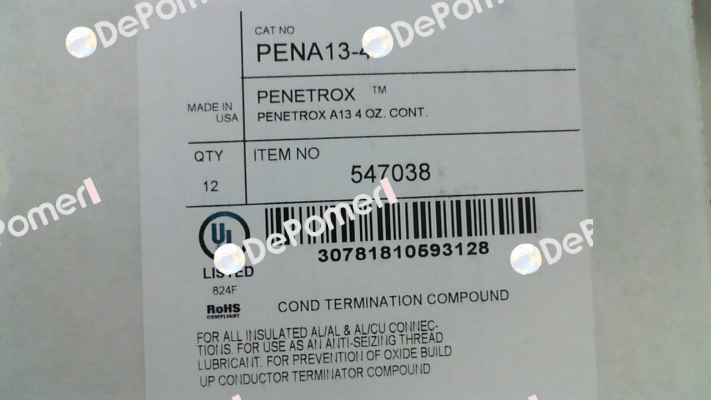 CAT NO
PENA13-4
PENETROX ™
MADE IN USA
PENETROX A13 4 OZ. CONT.
QTY
12
ITEM NO
547038
UL
LISTED
824F
RoHS
COMPLIANT
30781810593128
COND TERMINATION COMPOUND
FOR ALL INSULATED AL/AL & AL/CU CONNEC-
TIONS. FOR USE AS AN ANTI-SEIZING THREAD
LUBRICANT. FOR PREVENTION OF OXIDE BUILD
UP CONDUCTOR TERMINATOR COMPOUND
DePomerl
DePomerl
DePomerl
DePomerl